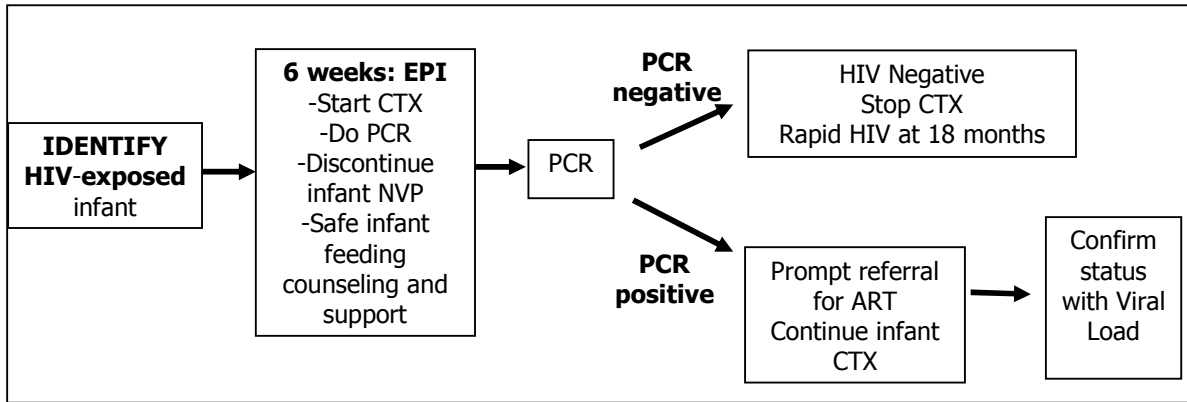 IDENTIFY
HIV-exposed
infant
6 weeks: EPI
-Start CTX
-Do PCR
-Discontinue
infant NVP
-Safe infant
feeding
counseling and
support
PCR
PCR
negative
HIV Negative
Stop CTX
Rapid HIV at 18 months
PCR
positive
Prompt referral
for ART
Continue infant
CTX
Confirm
status
with Viral
Load